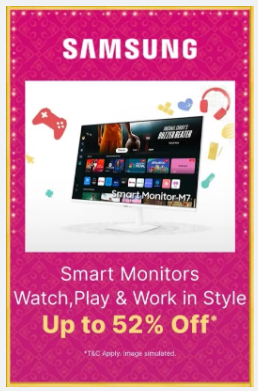 SAMSUNG
Smart Monitor M7
Smart Monitors
Watch,Play & Work in Style
Up to 52% Off*
*T&C Apply. Image simulated.